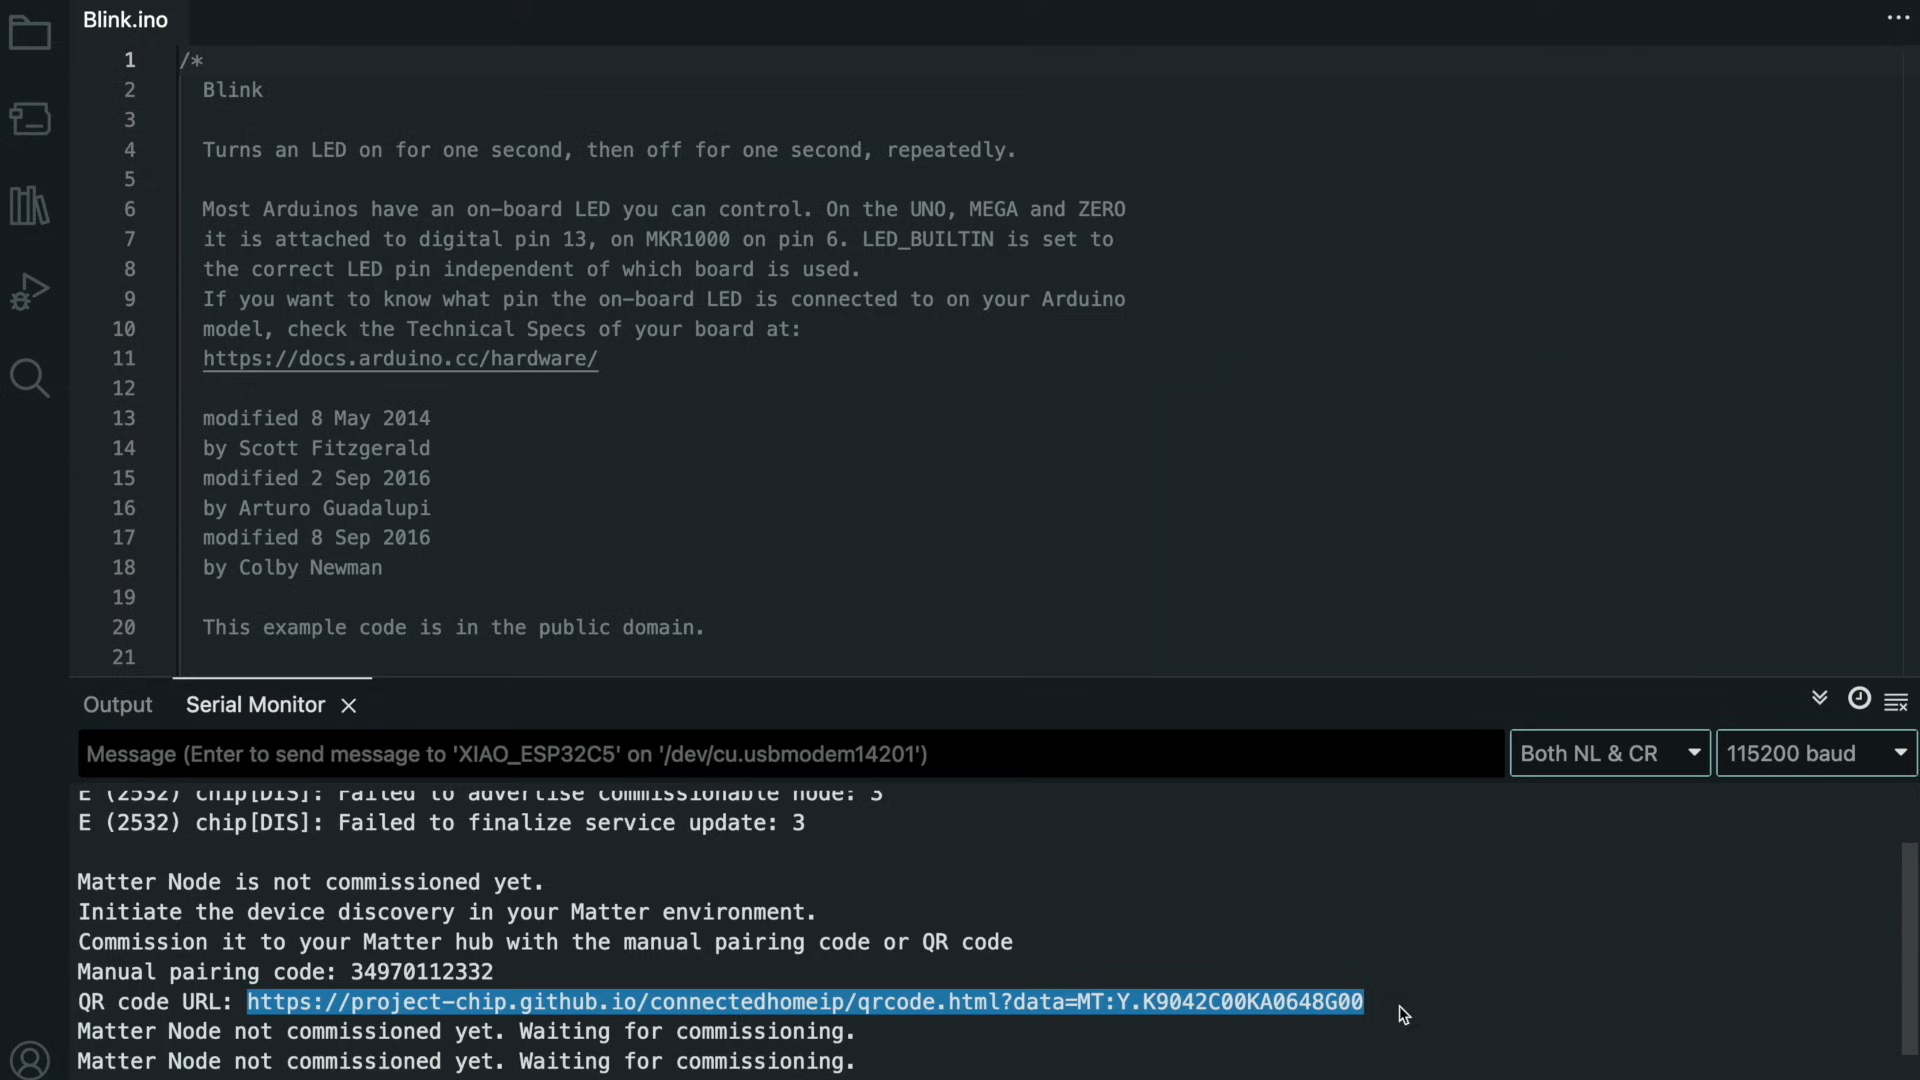 Blink.ino
1 /*
2 Blink
3
4 Turns an LED on for one second, then off for one second, repeatedly.
5
6 Most Arduinos have an on-board LED you can control. On the UNO, MEGA and ZERO
7 it is attached to digital pin 13, on MKR1000 on pin 6. LED_BUILTIN is set to
8 the correct LED pin independent of which board is used.
9 If you want to know what pin the on-board LED is connected to on your Arduino
10 model, check the Technical Specs of your board at:
11 https://docs.arduino.cc/hardware/
12
13 modified 8 May 2014
14 by Scott Fitzgerald
15 modified 2 Sep 2016
16 by Arturo Guadalupi
17 modified 8 Sep 2016
18 by Colby Newman
19
20 This example code is in the public domain.
21
Output Serial Monitor
Message (Enter to send message to 'XIAO_ESP32C5' on '/dev/cu.usbmodem14201') Both NL & CR 115200 baud
E (2532) chip[DIS]: Failed to advertise commissionable node: 3
E (2532) chip[DIS]: Failed to finalize service update: 3
Matter Node is not commissioned yet.
Initiate the device discovery in your Matter environment.
Commission it to your Matter hub with the manual pairing code or QR code
Manual pairing code: 34970112332
QR code URL: https://project-chip.github.io/connectedhomeip/qrcode.html?data=MT:Y.K9042C00KA0648G00
Matter Node not commissioned yet. Waiting for commissioning.
Matter Node not commissioned yet. Waiting for commissioning.